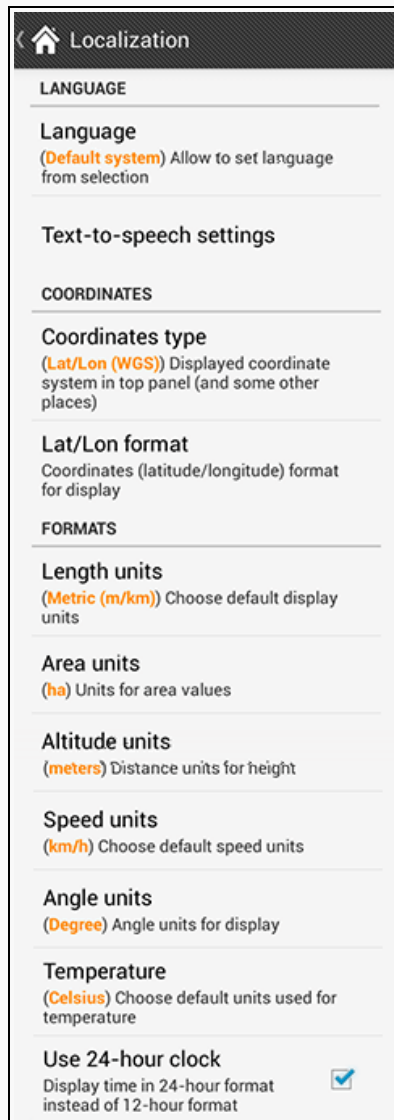 Localization
LANGUAGE
Language
(Default system) Allow to set language
from selection
Text-to-speech settings
COORDINATES
Coordinates type
(Lat/Lon (WGS)) Displayed coordinate
system in top panel (and some other
places)
Lat/Lon format
Coordinates (latitude/longitude) format
for display
FORMATS
Length units
(Metric (m/km)) Choose default display
units
Area units
(ha) Units for area values
Altitude units
(meters) Distance units for height
Speed units
(km/h) Choose default speed units
Angle units
(Degree) Angle units for display
Temperature
(Celsius) Choose default units used for
temperature
Use 24-hour clock
Display time in 24-hour format
instead of 12-hour format